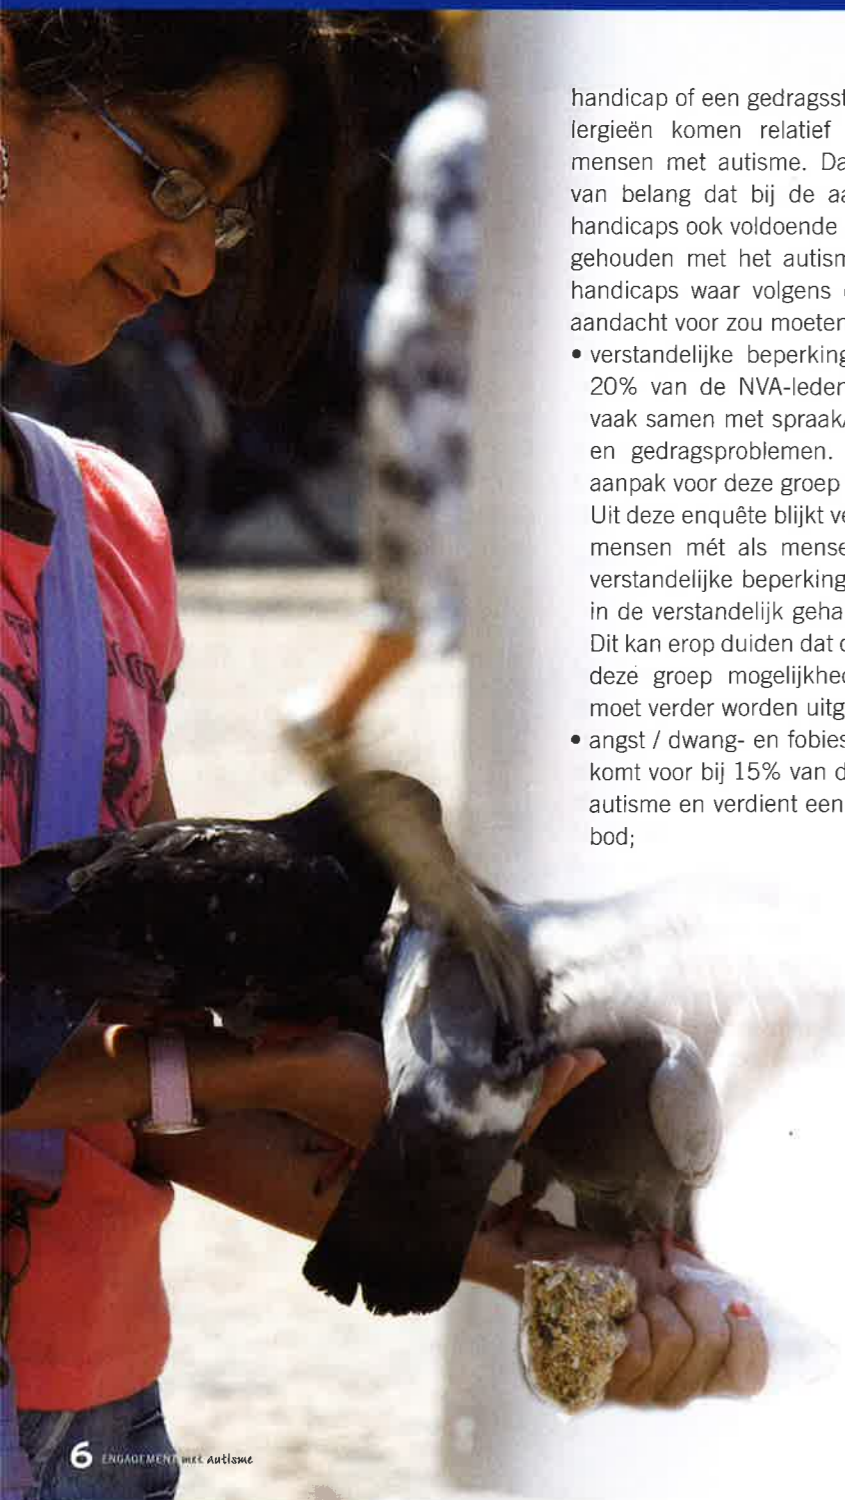 handicap of een gedragsst
lergieën komen relatief
mensen met autisme. Da
van belang dat bij de aa
handicaps ook voldoende
gehouden met het autism
handicaps waar volgens
aandacht voor zou moeten
• verstandelijke beperking
20% van de NVA-leden
vaak samen met spraak/
en gedragsproblemen.
aanpak voor deze groep
Uit deze enquête blijkt ve
mensen mét als mense
verstandelijke beperking
in de verstandelijk geha
Dit kan erop duiden dat
deze groep mogelijkhed
moet verder worden uitg
• angst / dwang- en fobies
komt voor bij 15% van d
autisme en verdient een
bod;
6 ENGAGEMENT met autisme